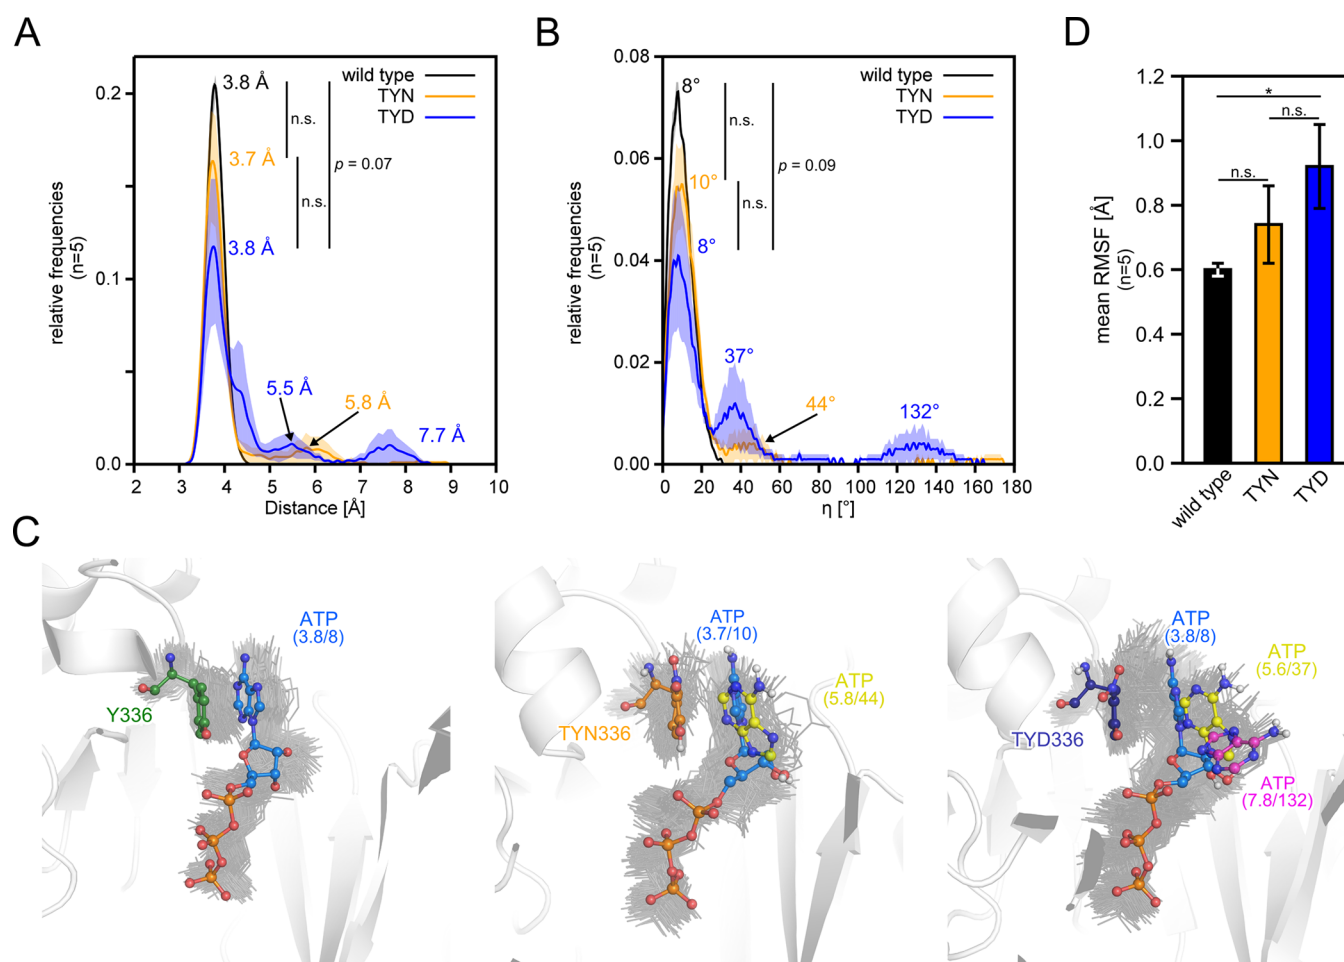 A
0.2
0.1
0.0
relative frequencies
(n=5)
2 3 4 5 6 7 8 9 10
Distance [Å]
wild type
TYN
TYD
3.8 Å
3.7 Å
3.8 Å
n.s.
n.s.
p = 0.07
5.5 Å
5.8 Å
7.7 Å
B
0.08
0.06
0.04
0.02
0.00
relative frequencies
(n=5)
0 20 40 60 80 100 120 140 160 180
η [°]
wild type
TYN
TYD
8°
10°
8°
n.s.
n.s.
p = 0.09
37°
44°
132°
D
1.2
1.0
0.8
0.6
0.4
0.2
0.0
mean RMSF [Å]
(n=5)
*
n.s.
n.s.
wild type
TYN
TYD
C
ATP
(3.8/8)
Y336
ATP
(3.7/10)
ATP
(5.8/44)
TYN336
ATP
(3.8/8)
ATP
(5.6/37)
TYD336
ATP
(7.8/132)